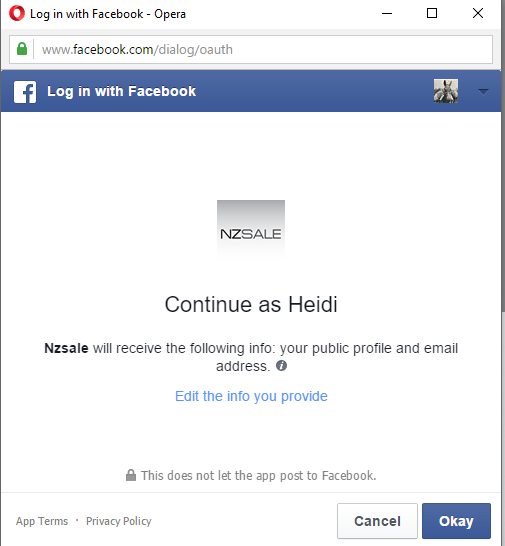 Log in with Facebook - Opera
www.facebook.com/dialog/oauth
Log in with Facebook
NZSALE
Continue as Heidi
Nzsale will receive the following info: your public profile and email
address.
Edit the info you provide
This does not let the app post to Facebook.
App Terms · Privacy Policy
Cancel
Okay